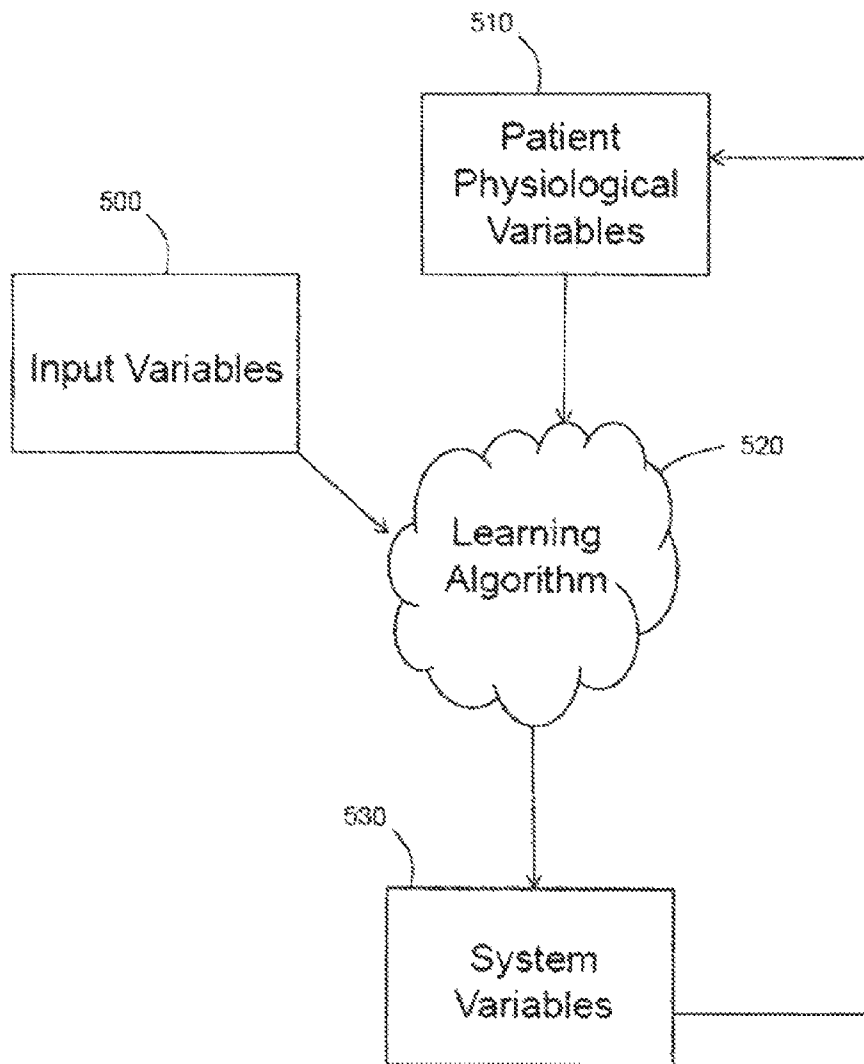 510
Patient
Physiological
Variables
500
Input Variables
520
Learning
Algorithm
530
System
Variables